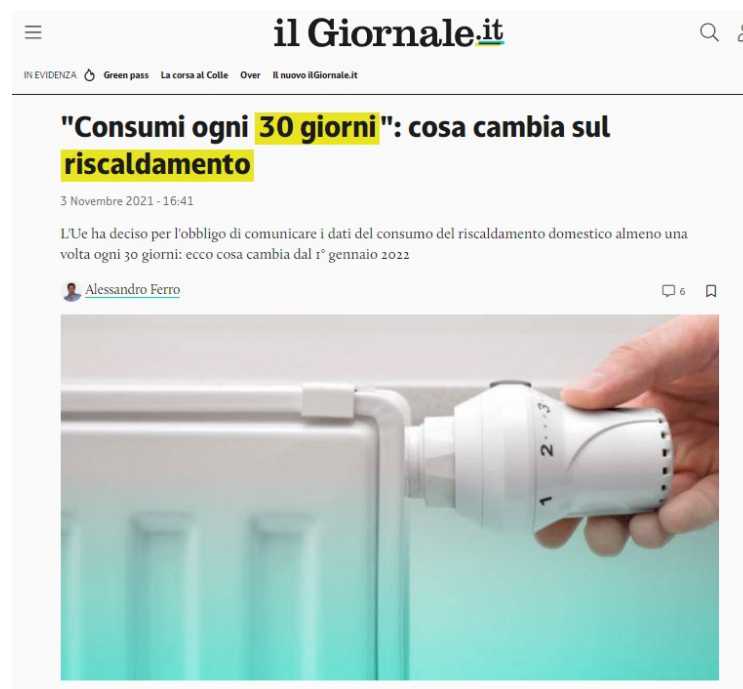 il Giornale.it
IN EVIDENZA Green pass La corsa al Colle Over Il nuovo ilGiornale.it
"Consumi ogni 30 giorni": cosa cambia sul
riscaldamento
3 Novembre 2021 - 16:41
L'Ue ha deciso per l'obbligo di comunicare i dati del consumo del riscaldamento domestico almeno una
volta ogni 30 giorni: ecco cosa cambia dal 1° gennaio 2022
Alessandro Ferro 6
1 2 3